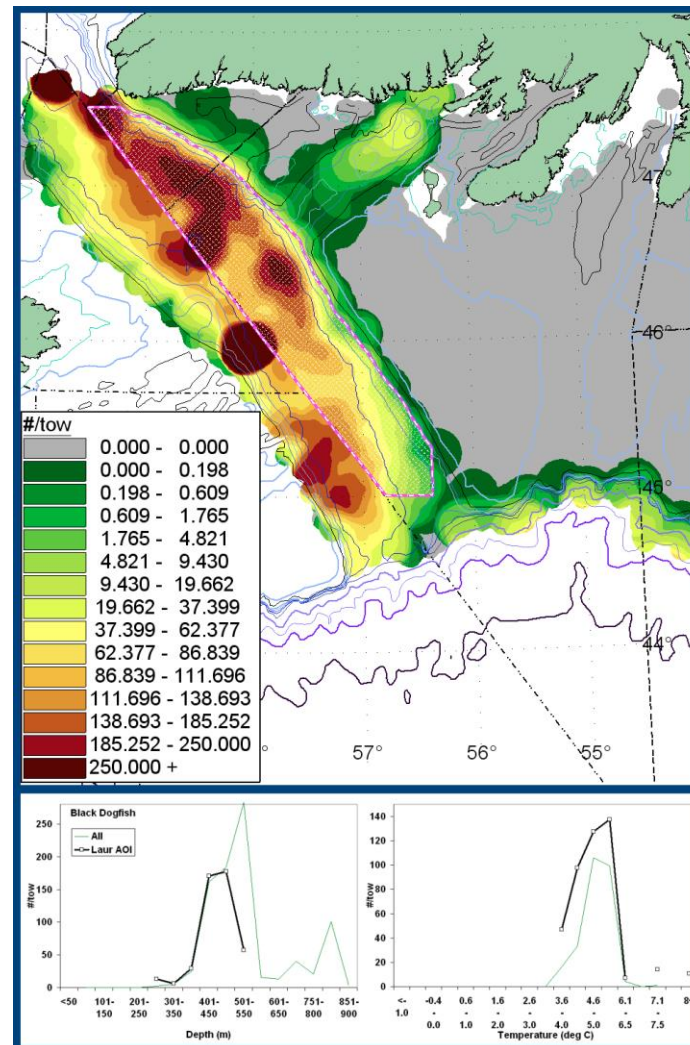 47°
46°
45°
44°
57°
56°
55°
#/tow
0.000 - 0.000
0.000 - 0.198
0.198 - 0.609
0.609 - 1.765
1.765 - 4.821
4.821 - 9.430
9.430 - 19.662
19.662 - 37.399
37.399 - 62.377
62.377 - 86.839
86.839 - 111.696
111.696 - 138.693
138.693 - 185.252
185.252 - 250.000
250.000 +
Black Dogfish
All
Laur AOI
#/tow
250
200
150
100
50
0
<50 101- 201- 301- 401- 501- 601- 751- 851-
150 250 350 450 550 650 800 900
Depth (m)
#/tow
140
120
100
80
60
40
20
0
<- -0.4 0.6 1.6 2.6 3.6 4.6 6.1 7.1
1.0 - - - - - - - -
0.0 1.0 2.0 3.0 4.0 5.0 6.5 7.5
Temperature (deg C)